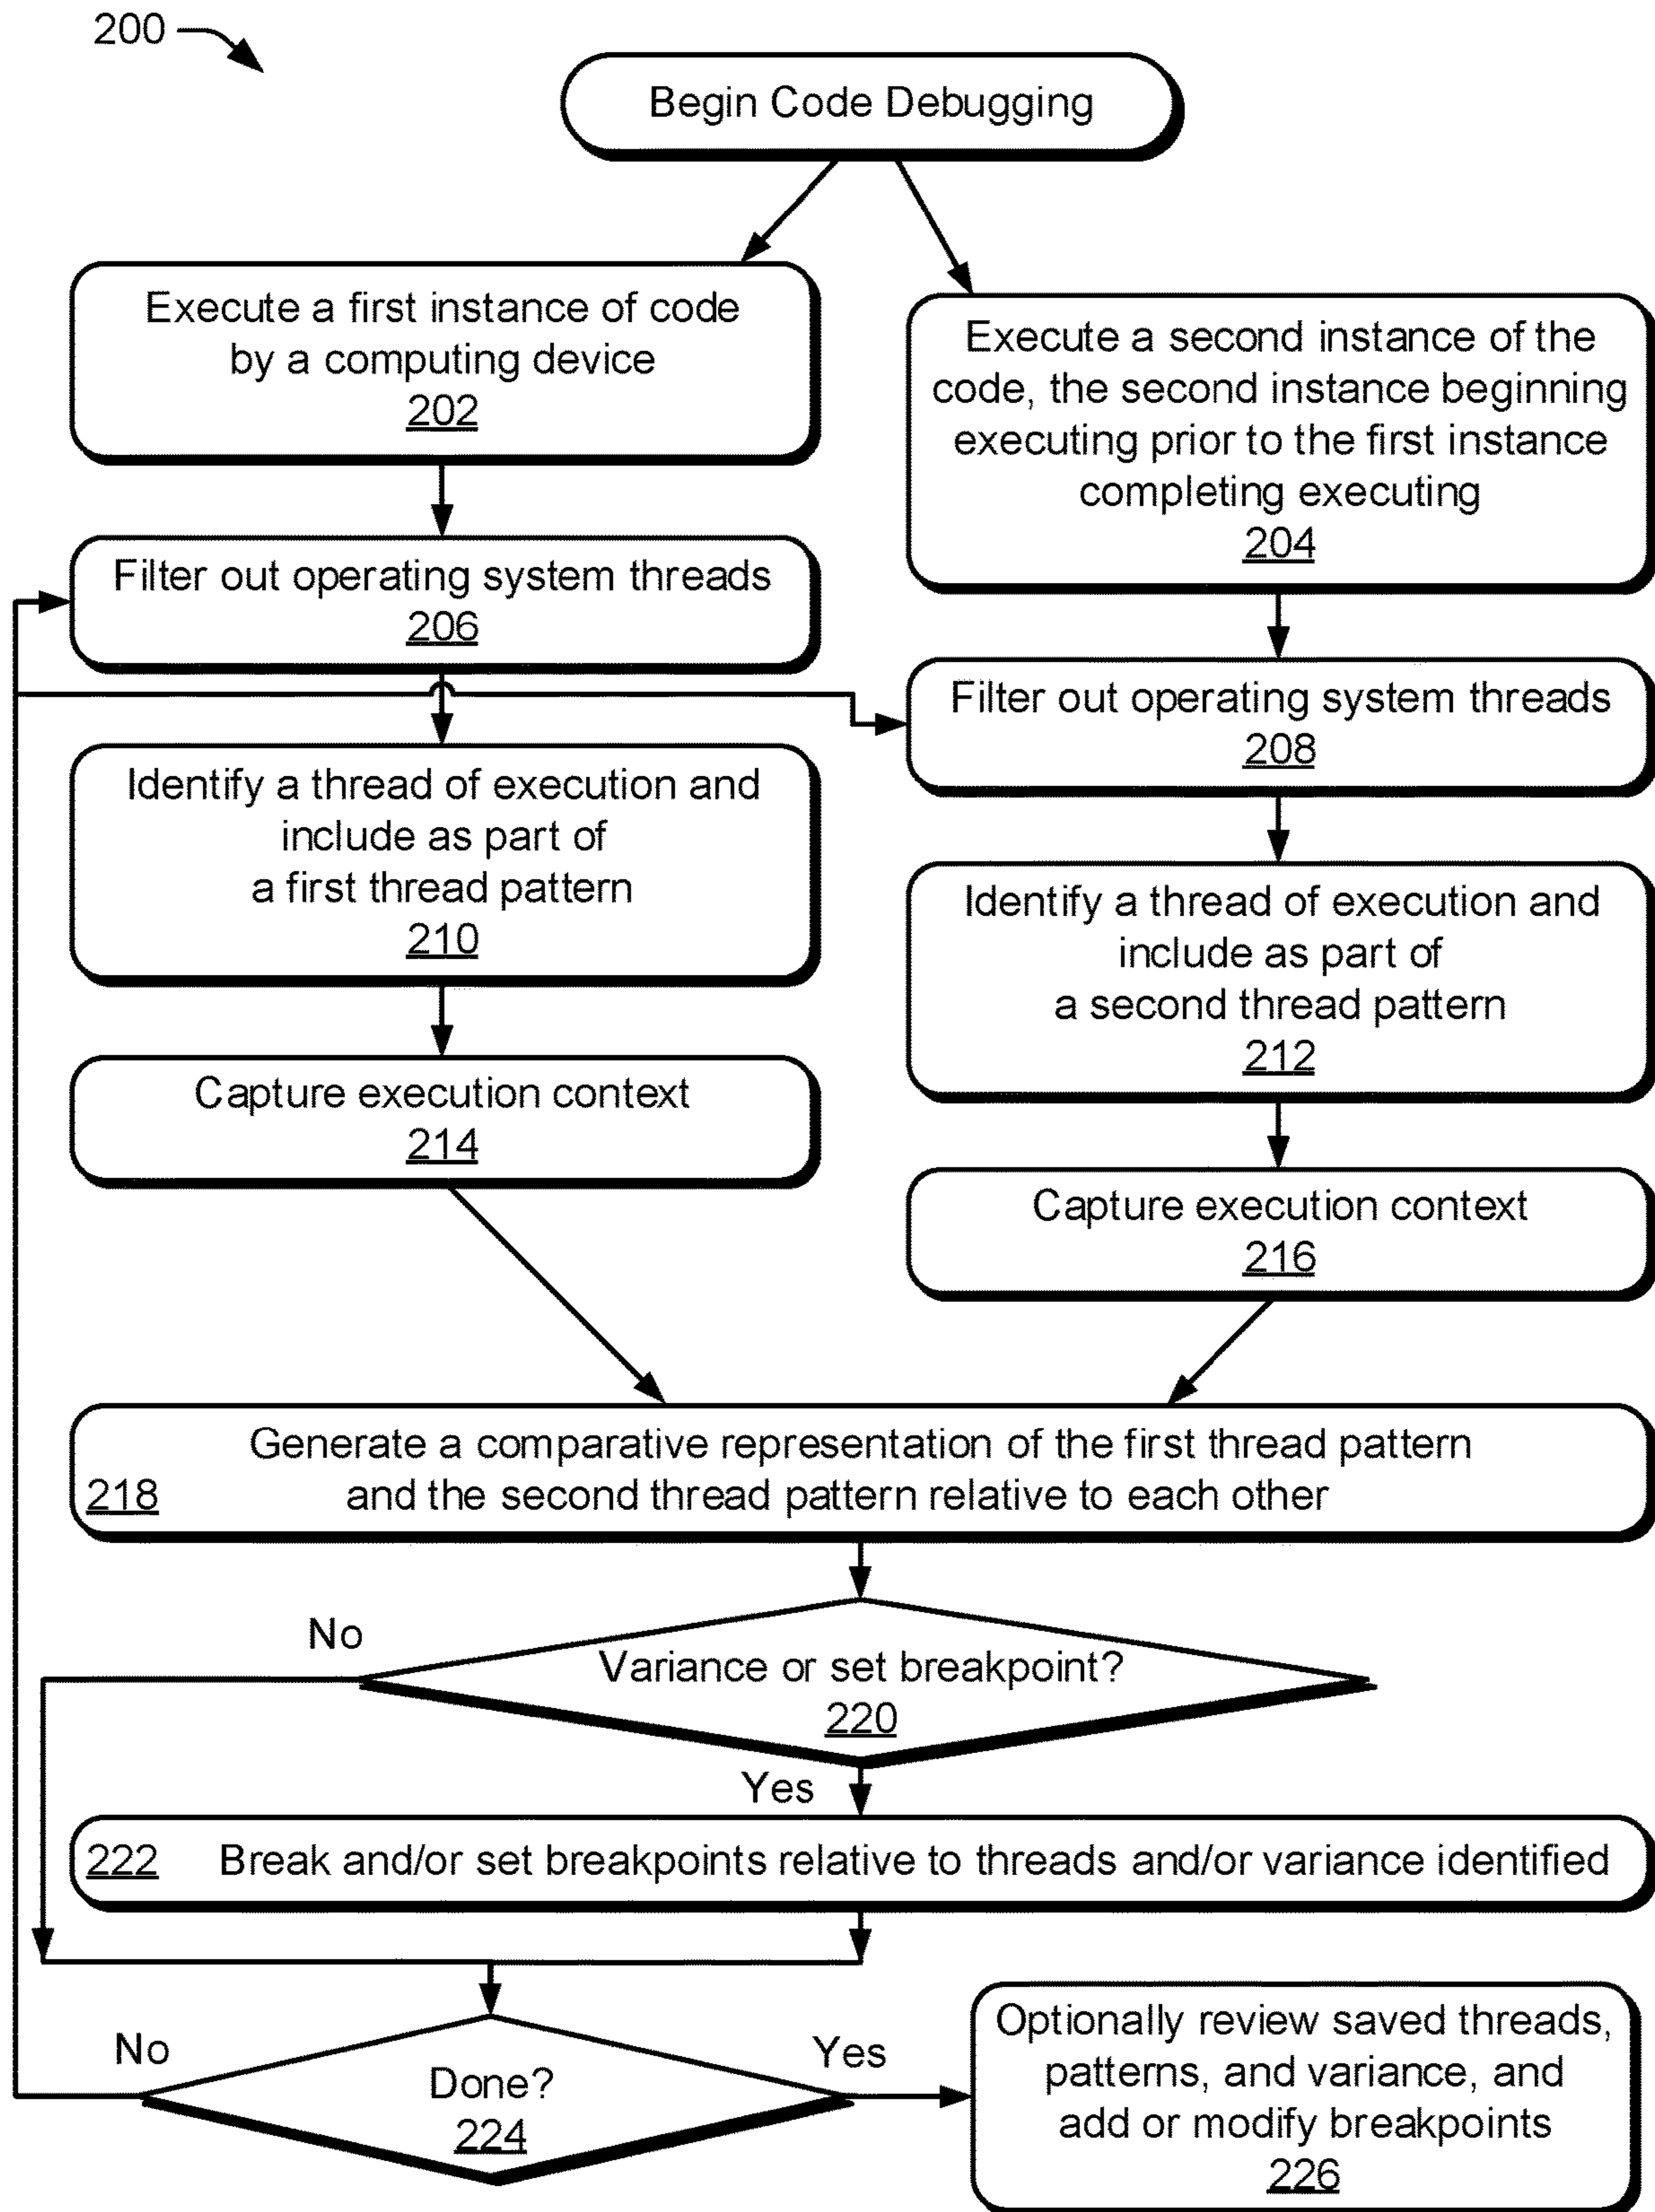 200
Begin Code Debugging
Execute a first instance of code
by a computing device
202
Execute a second instance of the
code, the second instance beginning
executing prior to the first instance
completing executing
204
Filter out operating system threads
206
Filter out operating system threads
208
Identify a thread of execution and
include as part of
a first thread pattern
210
Identify a thread of execution and
include as part of
a second thread pattern
212
Capture execution context
214
Capture execution context
216
Generate a comparative representation of the first thread pattern
218 and the second thread pattern relative to each other
No
Variance or set breakpoint?
220
Yes
222 Break and/or set breakpoints relative to threads and/or variance identified
No
Done?
224
Yes
Optionally review saved threads,
patterns, and variance, and
add or modify breakpoints
226